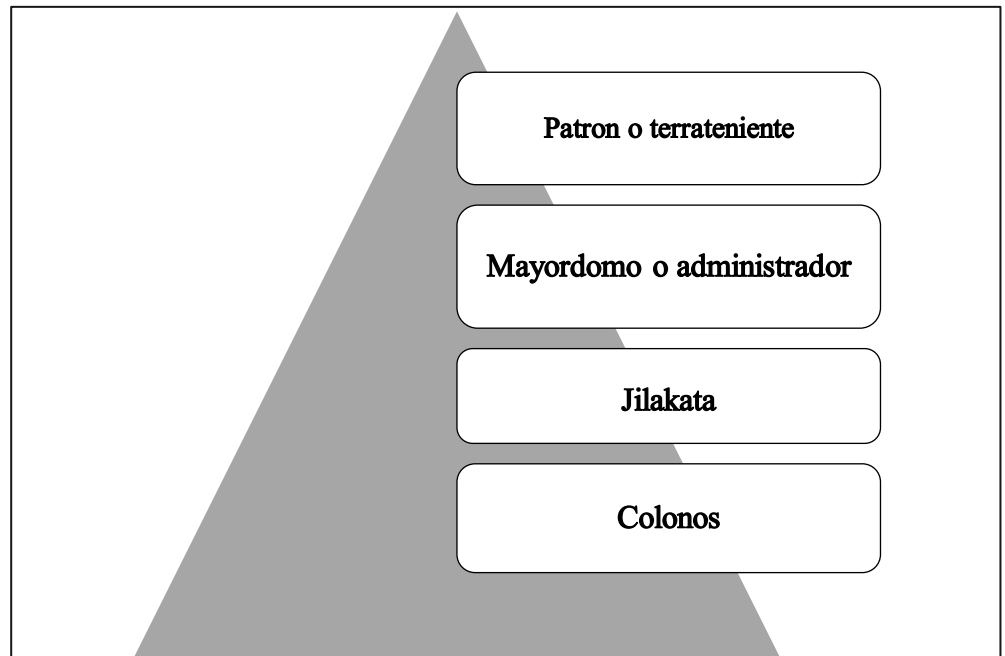 Patron o terrateniente
Mayordomo o administrador
Jilakata
Colonos